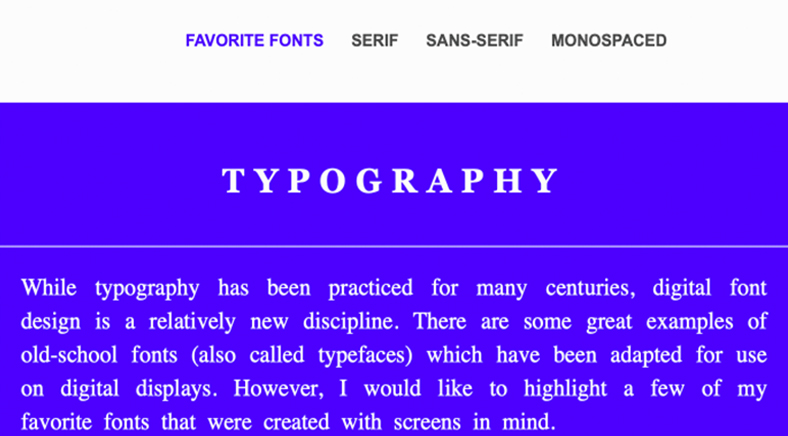 FAVORITE FONTS SERIF SANS-SERIF MONOSPACED
TYPOGRAPHY
While typography has been practiced for many centuries, digital font
design is a relatively new discipline. There are some great examples of
old-school fonts (also called typefaces) which have been adapted for use
on digital displays. However, I would like to highlight a few of my
favorite fonts that were created with screens in mind.